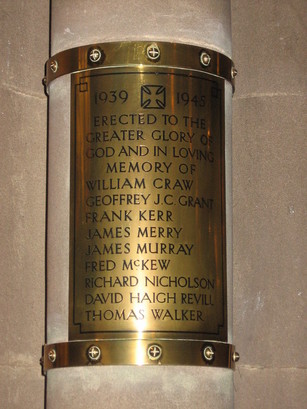 1939 1945
ERECTED TO THE
GREATER GLORY OF
GOD AND IN LOVING
MEMORY OF
WILLIAM CRAW
GEOFFREY J.C. GRANT
FRANK KERR
JAMES MERRY
JAMES MURRAY
FRED McKEW
RICHARD NICHOLSON
DAVID HAIGH
THOMAS WALKER